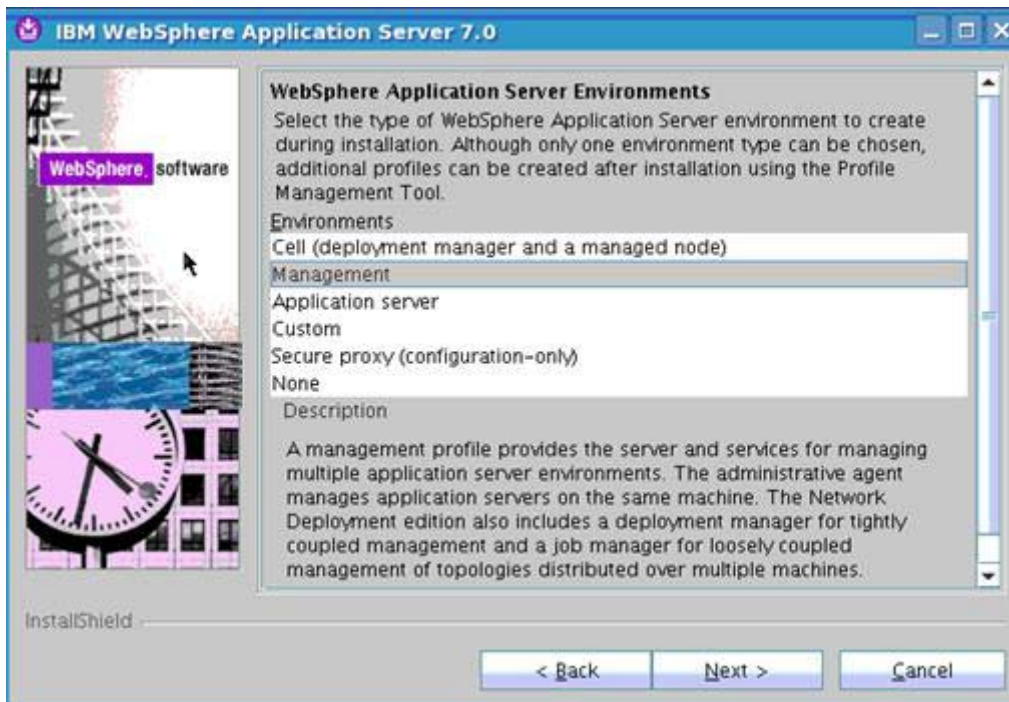 IBM WebSphere Application Server 7.0
WebSphere software
WebSphere Application Server Environments
Select the type of WebSphere Application Server environment to create
during installation. Although only one environment type can be chosen,
additional profiles can be created after installation using the Profile
Management Tool.
Environments
Cell (deployment manager and a managed node)
Management
Application server
Custom
Secure proxy (configuration-only)
None
Description
A management profile provides the server and services for managing
multiple application server environments. The administrative agent
manages application servers on the same machine. The Network
Deployment edition also includes a deployment manager for tightly
coupled management and a job manager for loosely coupled
management of topologies distributed over multiple machines.
InstallShield
< Back
Next >
Cancel